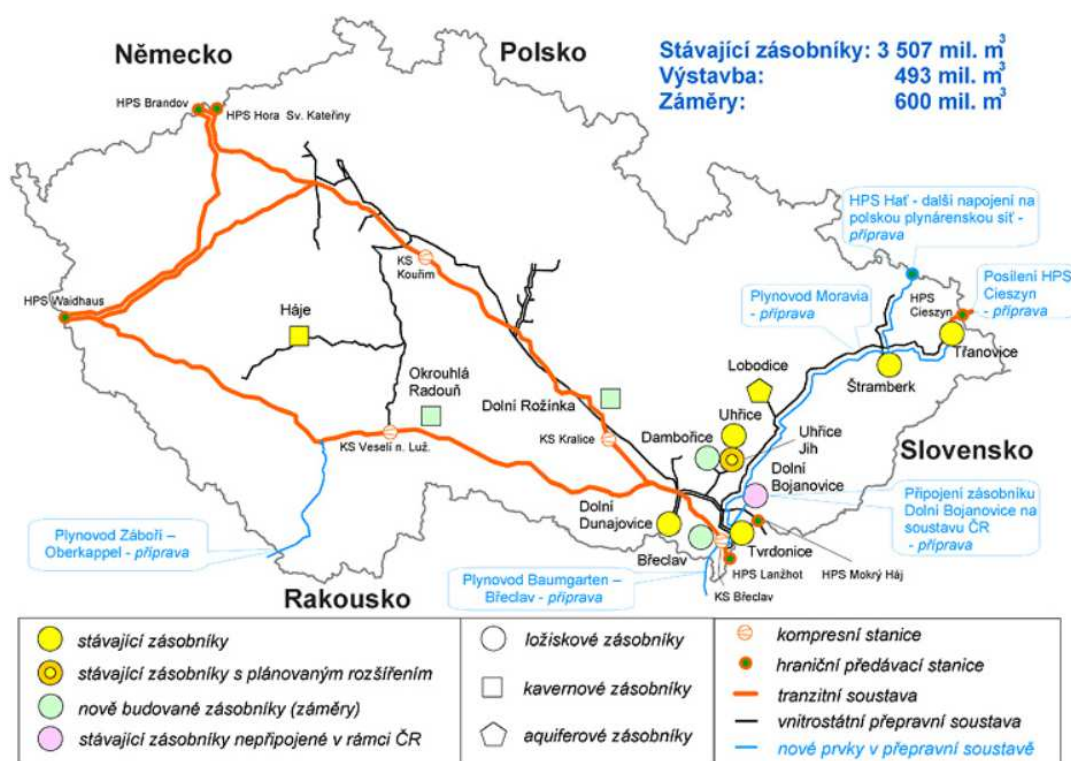 Německo
Polsko
Stávající zásobníky: 3 507 mil. m³
Výstavba: 493 mil. m³
Záměry: 600 mil. m³
HPS Brandov
HPS Hora Sv. Kateřiny
HPS Hať - další napojení na
polskou plynárenskou síť -
příprava
KS
Kouřim
Posílení HPS
Cieszyn
- příprava
HPS Waidhaus
Plynovod Moravia
- příprava
HPS
Cieszyn
Háje
Třanovice
Lobodice
Štramberk
Okrouhlá
Radouň
Dolní Rožínka
Uhřice
Dambořice
Uhřice
Jih
KS Veselí n. Luž.
KS Kralice
Slovensko
Dolní
Bojanovice
Připojení zásobníku
Dolní Bojanovice na
soustavu ČR
- příprava
Dolní
Dunajovice
Plynovod Záboří –
Oberkappel - příprava
Břeclav
Tvrdonice
HPS Lanžhot
HPS Mokrý Háj
Plynovod Baumgarten –
Břeclav - příprava
KS Břeclav
Rakousko
stávající zásobníky
stávající zásobníky s plánovaným rozšířením
nově budované zásobníky (záměry)
stávající zásobníky nepřipojené v rámci ČR
ložiskové zásobníky
kavernové zásobníky
aquiferové zásobníky
kompresní stanice
hraniční předávací stanice
tranzitní soustava
vnitrostátní přepravní soustava
nové prvky v přepravní soustavě